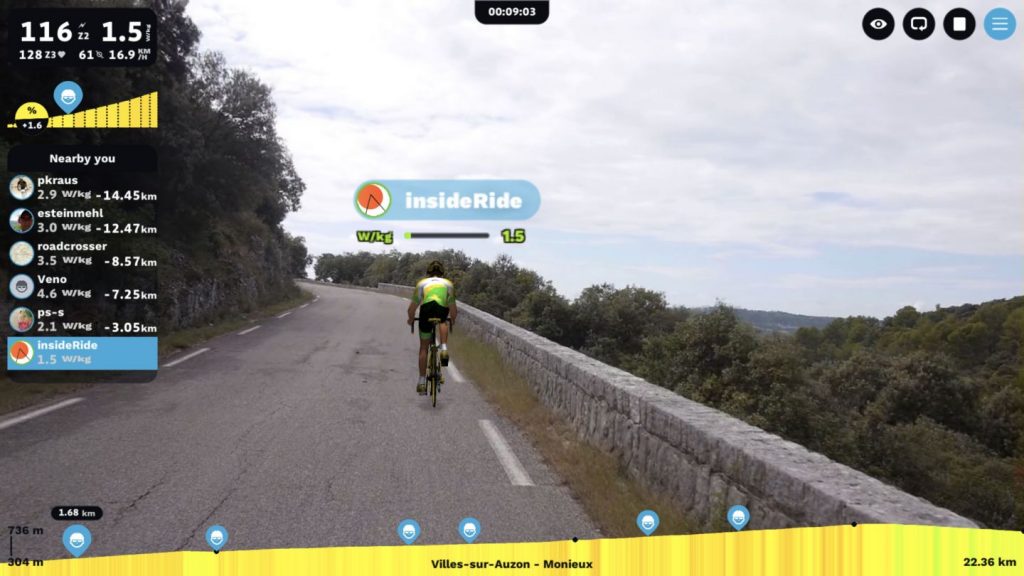 00:09:03
116 Z2 1.5 W/KG
128 Z3 61 16.9 KM/H
%
+1.6
Nearby you
pkraus
2.9 W/kg -14.45km
esteinmehl
3.0 W/kg -12.47km
roadcrosser
3.5 W/kg -8.57km
Veno
4.6 W/kg -7.25km
ps-s
2.1 W/kg -3.05km
insideRide
1.5 W/kg
insideRide
W/kg 1.5
1.68 km
736 m
304 m
Villes-sur-Auzon - Monieux
22.36 km